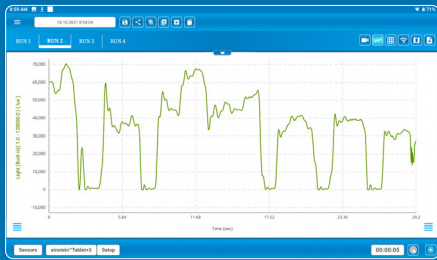 8:59 AM
71%
18.10.2021 8:54:04
RUN 1
RUN 2
RUN 3
RUN 4
Light (Built-in)( 1.0 - 128000.0 ) ( lux )
70,000
60,000
50,000
40,000
30,000
20,000
10,000
0
-10,000
0
5.84
11.68
17.52
23.36
29.2
Time (sec)
Sensors
einstein™Tablet+3
Setup
00:00:05